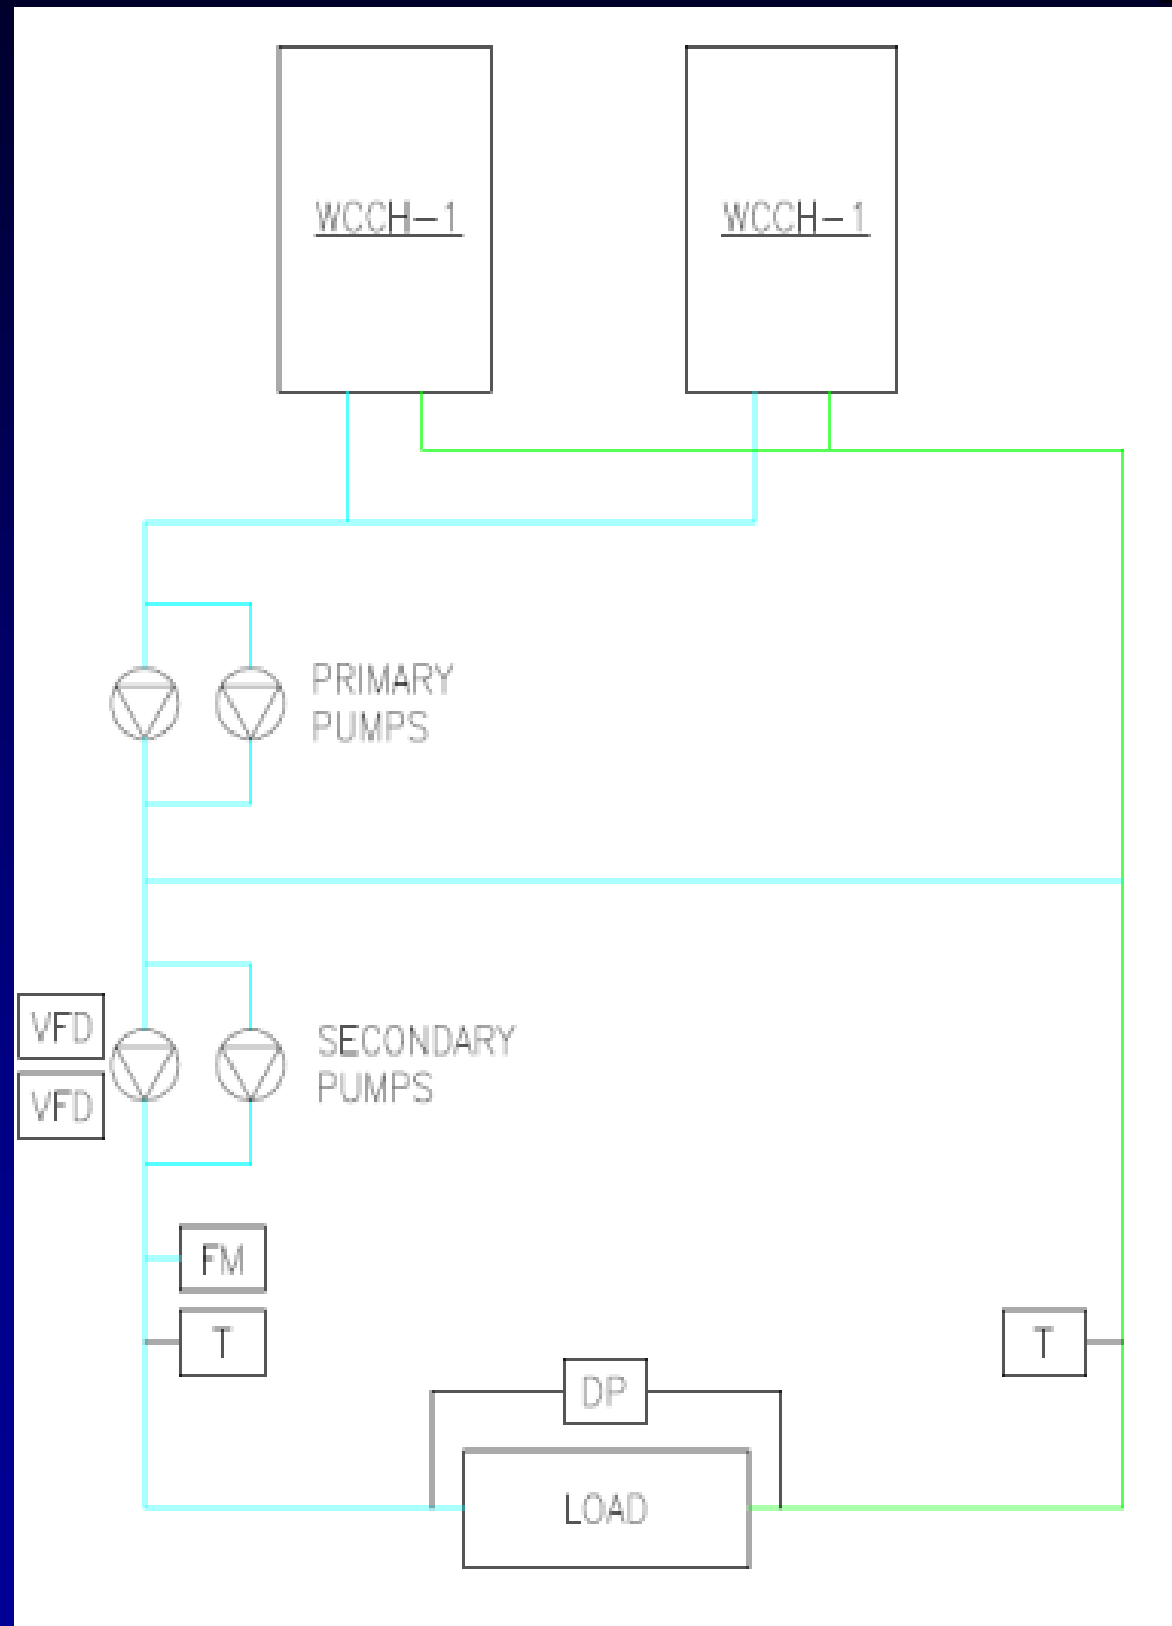 WCCH-1
WCCH-1
PRIMARY
PUMPS
VFD
VFD
SECONDARY
PUMPS
FM
T
T
DP
LOAD